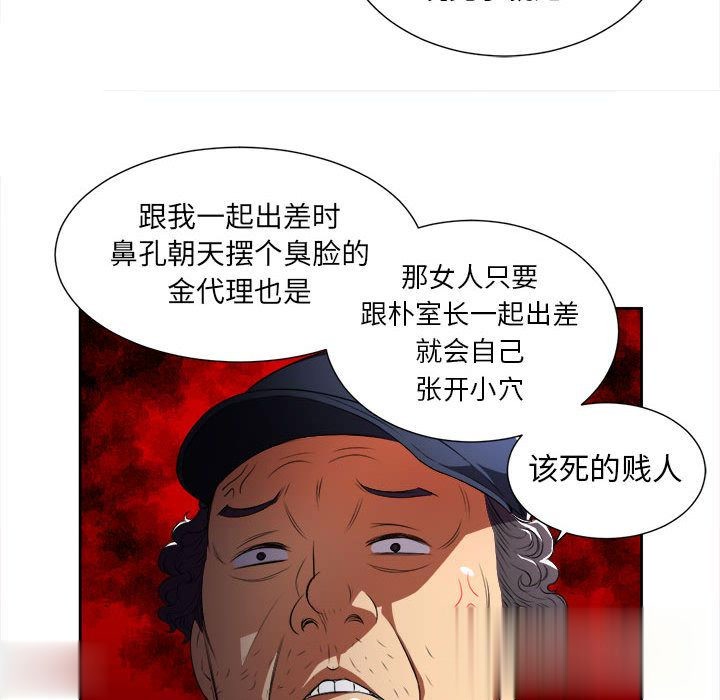 跟我一起出差时
鼻孔朝天摆个臭脸的
金代理也是
那女人只要
跟朴室长一起出差
就会自己
张开小穴
该死的贱人